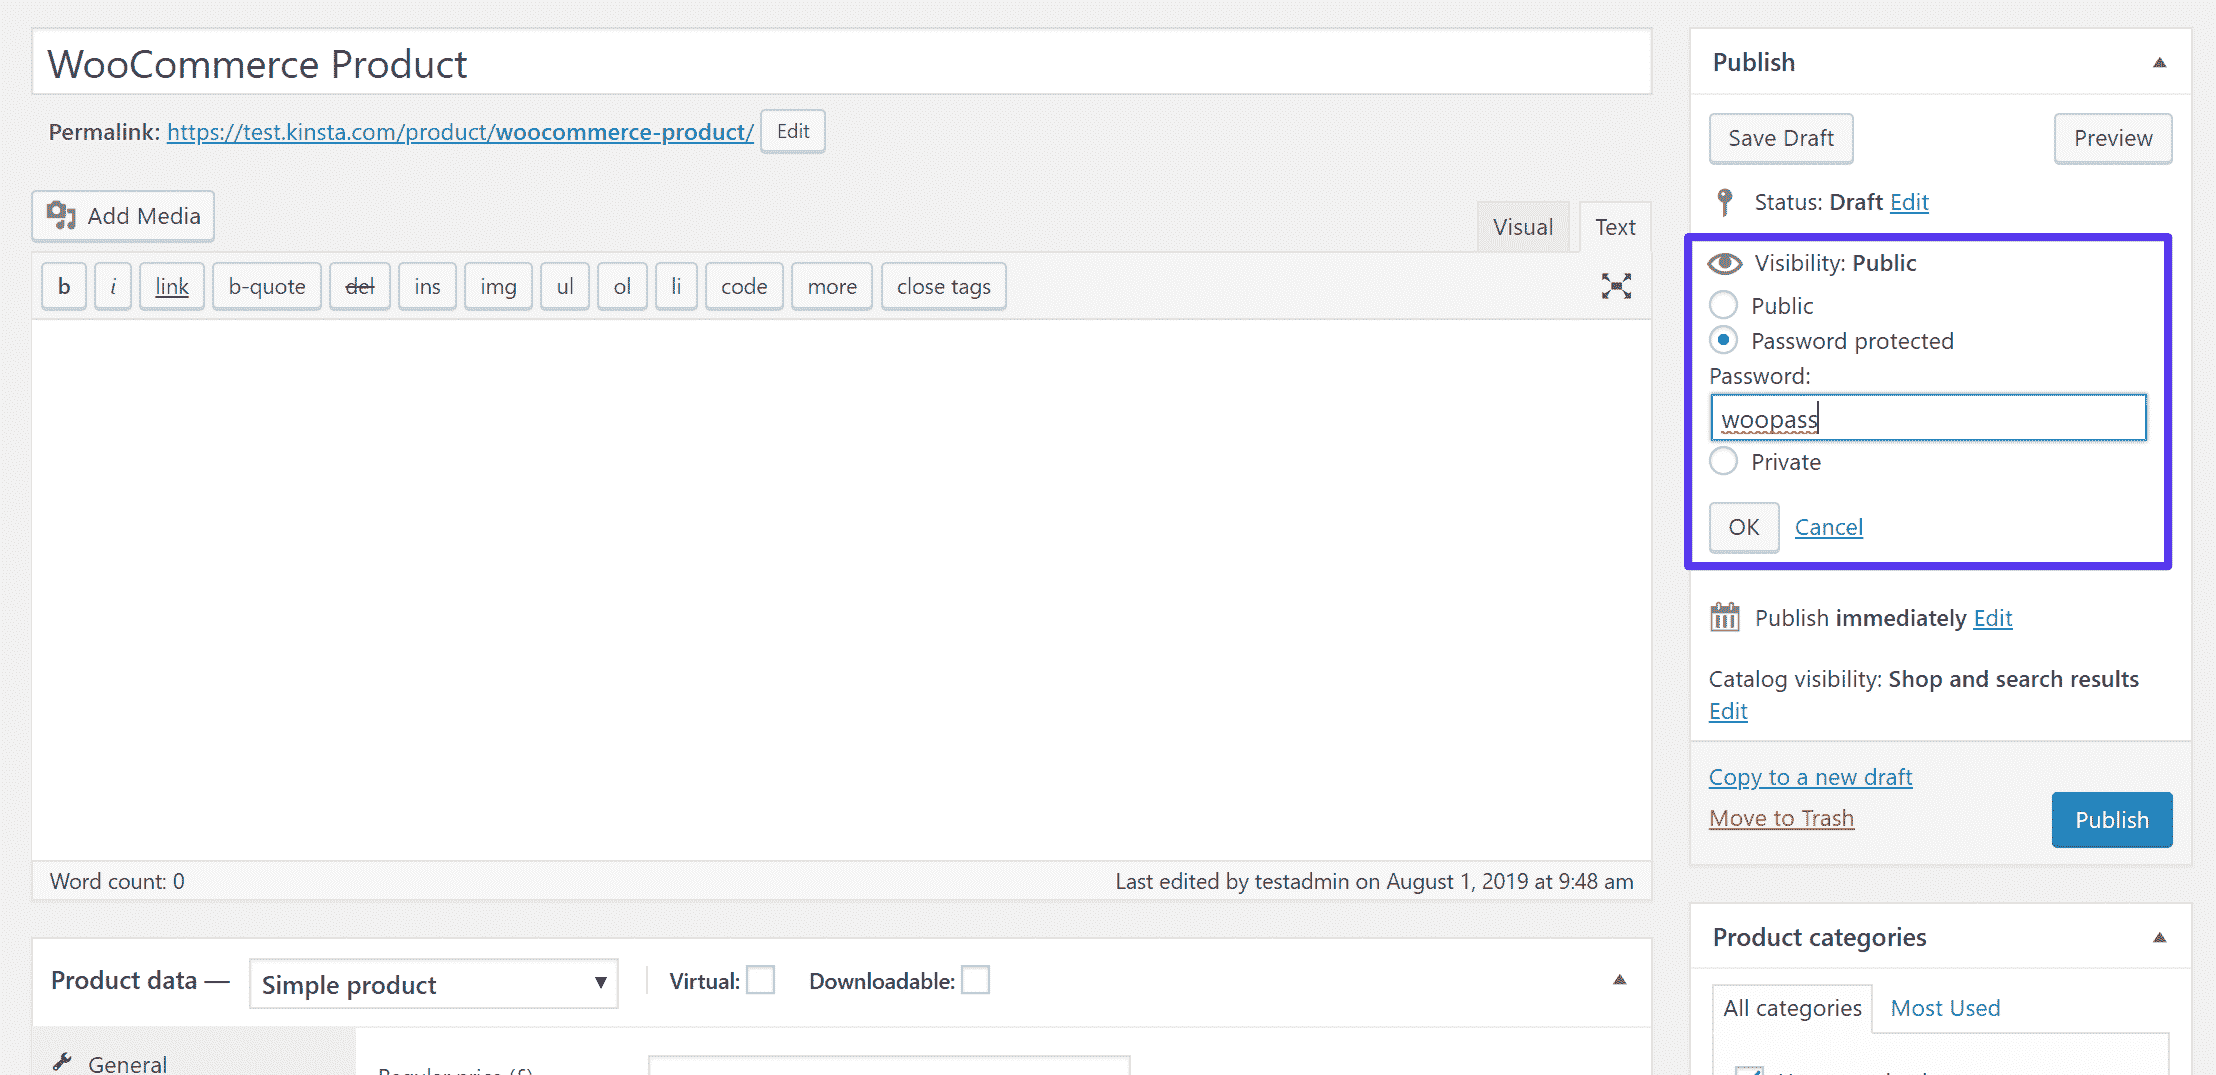 WooCommerce Product
Permalink: https://test.kinsta.com/product/woocommerce-product/ Edit
Add Media
Visual Text
b i link b-quote del ins img ul ol li code more close tags
Word count: 0 Last edited by testadmin on August 1, 2019 at 9:48 am
Product data — Simple product Virtual: Downloadable:
General
Regular price (£)
Publish
Save Draft Preview
Status: Draft Edit
Visibility: Public
Public
Password protected
Password:
woopass
Private
OK Cancel
Publish immediately Edit
Catalog visibility: Shop and search results
Edit
Copy to a new draft
Move to Trash
Publish
Product categories
All categories Most Used